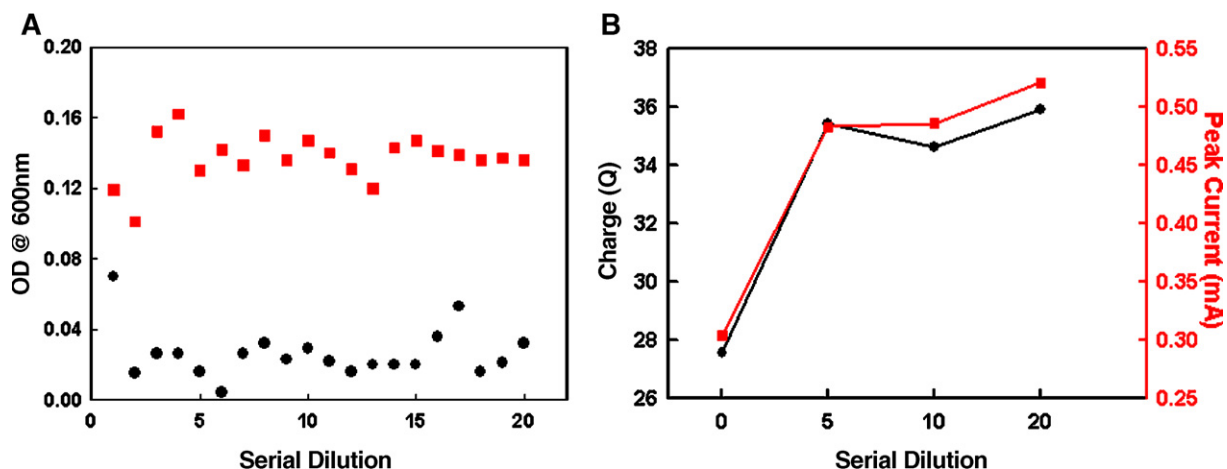 A
OD @ 600nm
0.20
0.16
0.12
0.08
0.04
0.00
0 5 10 15 20
Serial Dilution
B
Charge (Q)
38
36
34
32
30
28
26
0 5 10 20
Serial Dilution
0.55
0.50
0.45
0.40
0.35
0.30
0.25
Peak Current (mA)